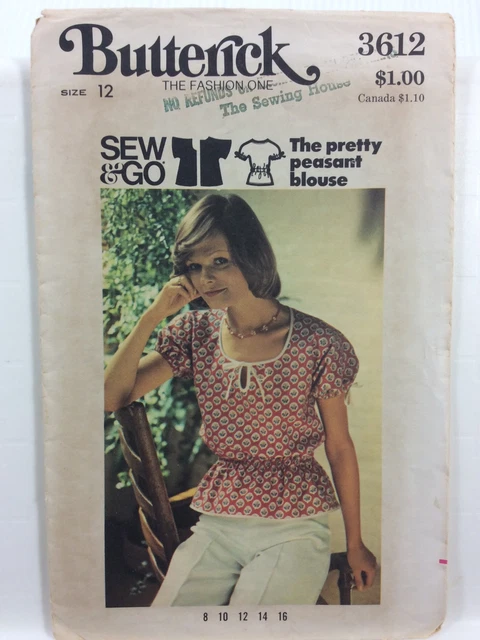 Butterick
3612
THE FASHION ONE
$1.00
SIZE 12
NO REFUNDS
The Sewing House
Canada $1.10
SEW
&GO
The pretty
peasant
blouse
8 10 12 14 16